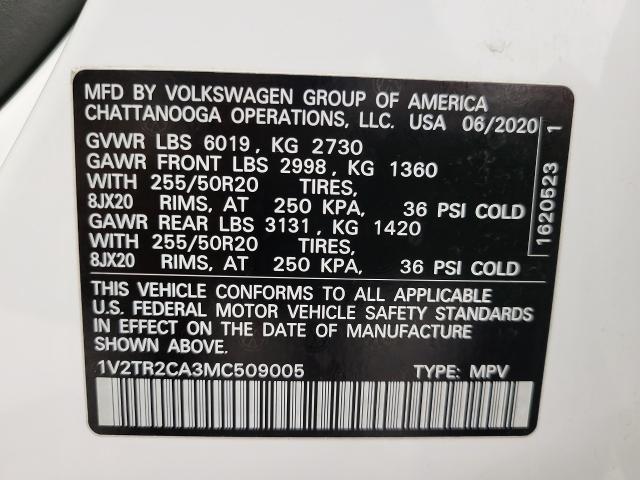 MFD BY VOLKSWAGEN GROUP OF AMERICA
CHATTANOOGA OPERATIONS, LLC. USA 06/2020
GVWR LBS 6019, KG 2730
GAWR FRONT LBS 2998, KG 1360
WITH 255/50R20 TIRES,
8JX20 RIMS, AT 250 KPA, 36 PSI COLD
GAWR REAR LBS 3131, KG 1420
WITH 255/50R20 TIRES,
8JX20 RIMS, AT 250 KPA, 36 PSI COLD
THIS VEHICLE CONFORMS TO ALL APPLICABLE
U.S. FEDERAL MOTOR VEHICLE SAFETY STANDARDS
IN EFFECT ON THE DATE OF MANUFACTURE
SHOWN ABOVE.
1V2TR2CA3MC509005 TYPE: MPV
1620523 1